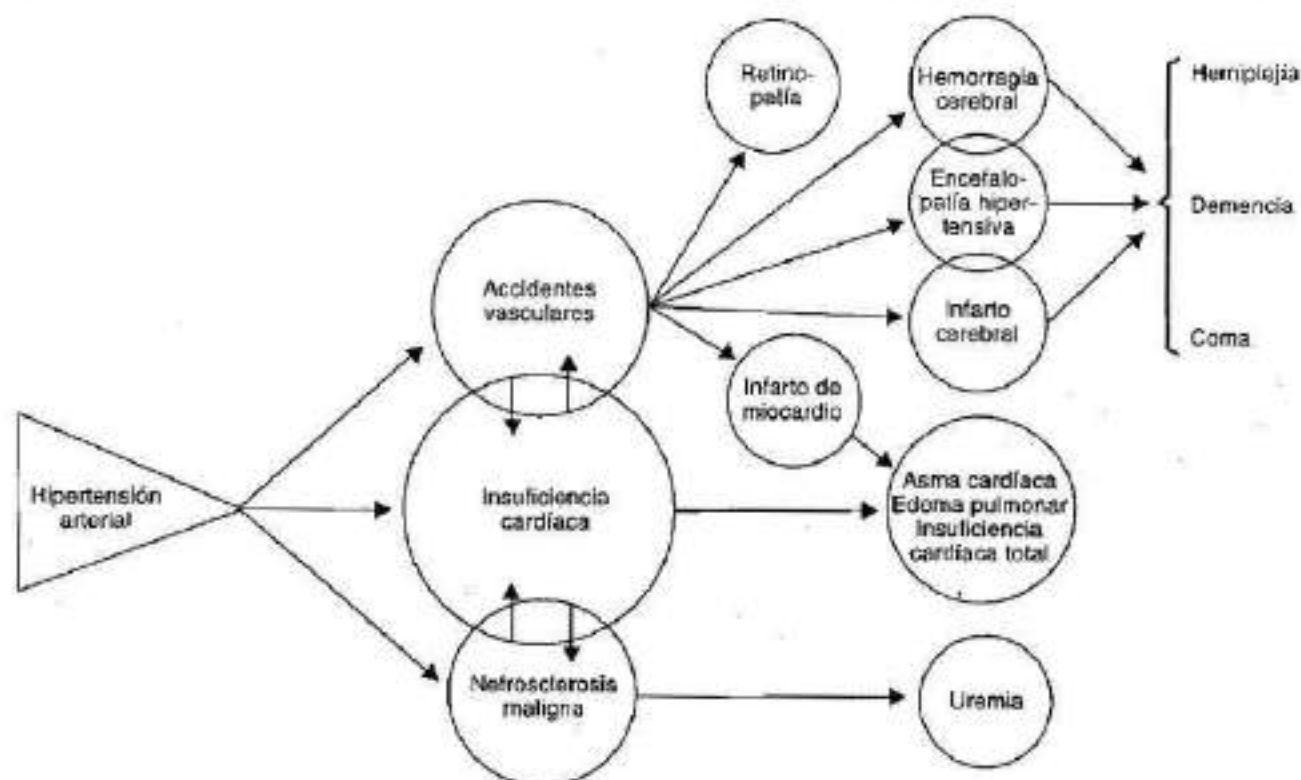 Retino-
patía
Hemorragia
cerebral
Hemiplejia
Encefalo-
patía hiper-
tensiva
Demencia
Accidentes
vasculares
Infarto
cerebral
Coma
Infarto de
miocardio
Hipertensión
arterial
Insuficiencia
cardíaca
Asma cardíaca
Edoma pulmonar
Insuficiencia
cardíaca total
Nefrosclerosis
maligna
Uremia